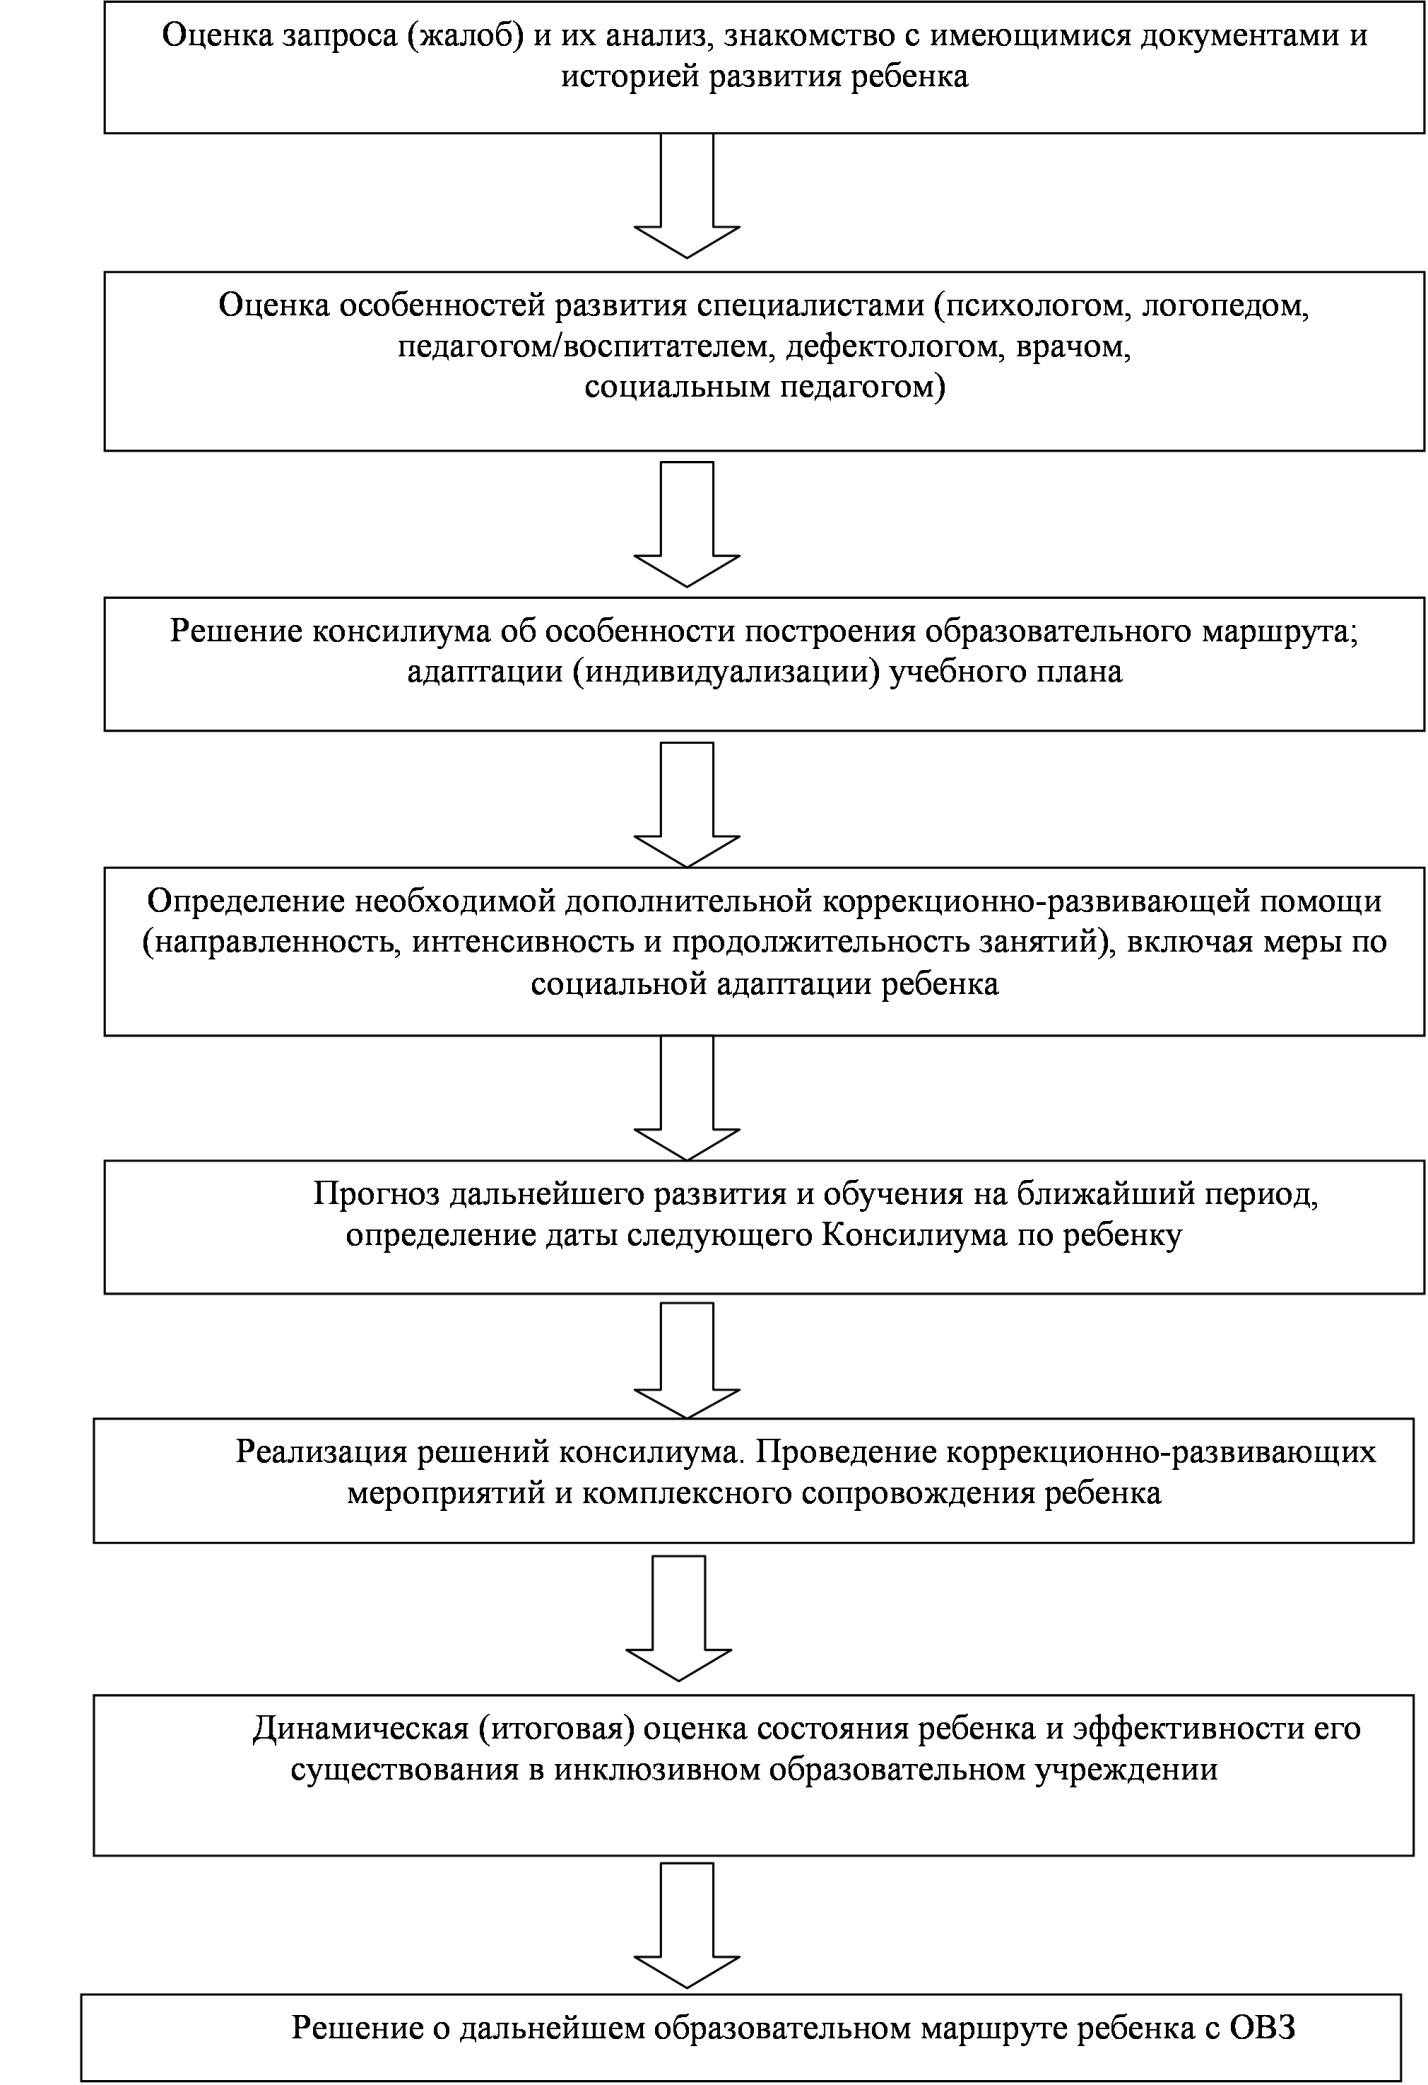 Оценка запроса (жалоб) и их анализ, знакомство с имеющимися документами и
историей развития ребенка
Оценка особенностей развития специалистами (психологом, логопедом,
педагогом/воспитателем, дефектологом, врачом,
социальным педагогом)
Решение консилиума об особенности построения образовательного маршрута;
адаптации (индивидуализации) учебного плана
Определение необходимой дополнительной коррекционно-развивающей помощи
(направленность, интенсивность и продолжительность занятий), включая меры по
социальной адаптации ребенка
Прогноз дальнейшего развития и обучения на ближайший период,
определение даты следующего Консилиума по ребенку
Реализация решений консилиума. Проведение коррекционно-развивающих
мероприятий и комплексного сопровождения ребенка
Динамическая (итоговая) оценка состояния ребенка и эффективности его
существования в инклюзивном образовательном учреждении
Решение о дальнейшем образовательном маршруте ребенка с ОВЗ